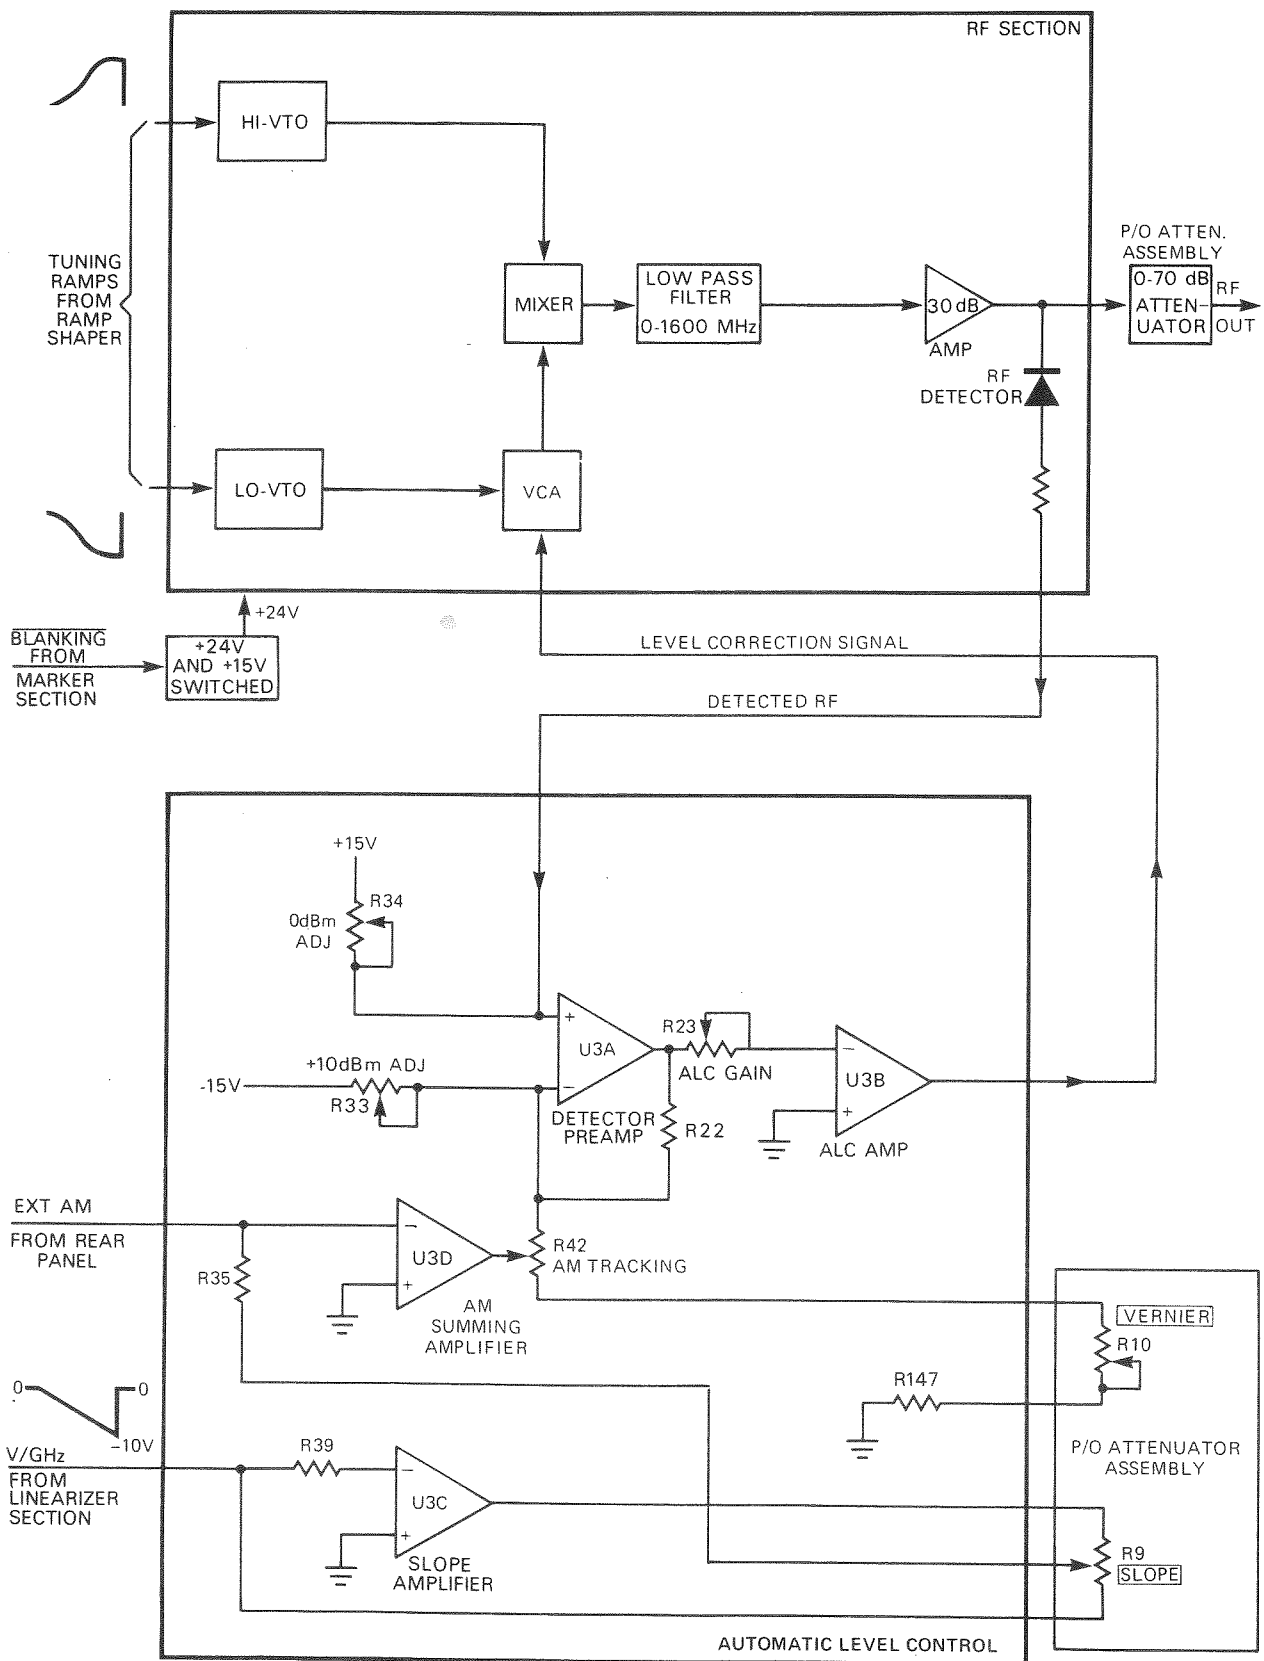 RF SECTION
HI-VTO
TUNING
RAMPS
FROM
RAMP
SHAPER
MIXER
LOW PASS
FILTER
0-1600 MHz
30 dB
AMP
P/O ATTEN.
ASSEMBLY
0-70 dB
ATTEN-
UATOR
RF
OUT
RF
DETECTOR
LO-VTO
VCA
+24V
BLANKING
FROM
MARKER
SECTION
+24V
AND +15V
SWITCHED
LEVEL CORRECTION SIGNAL
DETECTED RF
+15V
R34
0dBm
ADJ
+
U3A
−
DETECTOR
PREAMP
R23
ALC GAIN
−
U3B
+
ALC AMP
+10dBm ADJ
-15V
R33
R22
EXT AM
FROM REAR
PANEL
R35
−
U3D
+
AM
SUMMING
AMPLIFIER
R42
AM TRACKING
VERNIER
R10
R147
P/O ATTENUATOR
ASSEMBLY
0
0
−10V
V/GHz
FROM
LINEARIZER
SECTION
R39
−
U3C
+
SLOPE
AMPLIFIER
R9
SLOPE
AUTOMATIC LEVEL CONTROL